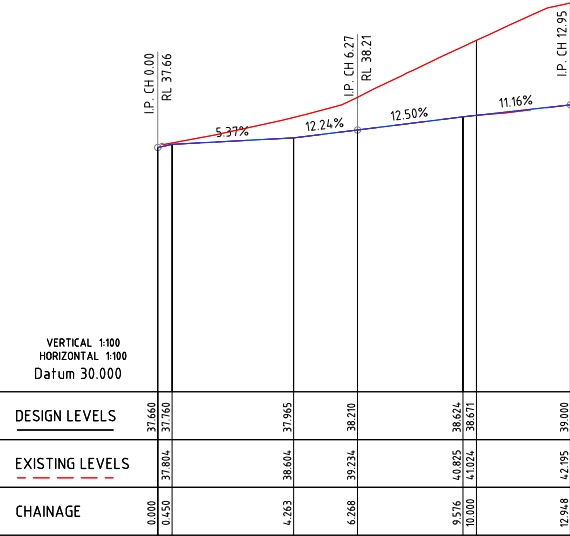 I.P. CH 0.00
RL 37.66
I.P. CH 6.27
RL 38.21
I.P. CH 12.95
5.37%
12.24%
12.50%
11.16%
VERTICAL 1:100
HORIZONTAL 1:100
Datum 30.000
DESIGN LEVELS
37.660
37.760
37.965
38.210
38.624
38.671
39.000
EXISTING LEVELS
37.804
38.604
39.234
40.825
41.024
42.195
CHAINAGE
0.000
0.450
4.263
6.268
9.576
10.000
12.948